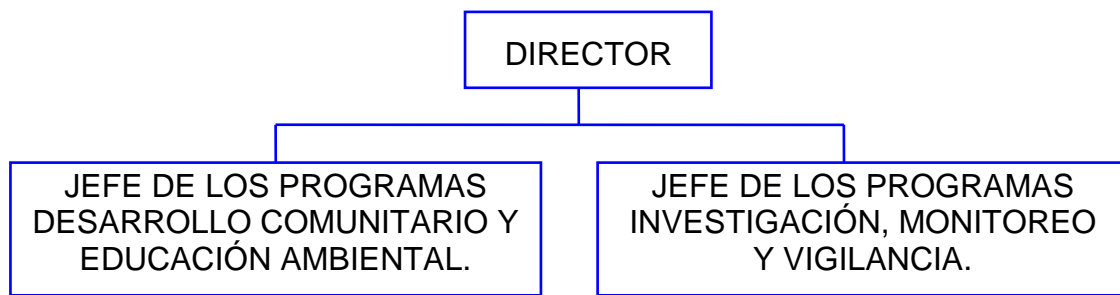 DIRECTOR
JEFE DE LOS PROGRAMAS
DESARROLLO COMUNITARIO Y
EDUCACIÓN AMBIENTAL.
JEFE DE LOS PROGRAMAS
INVESTIGACIÓN, MONITOREO
Y VIGILANCIA.